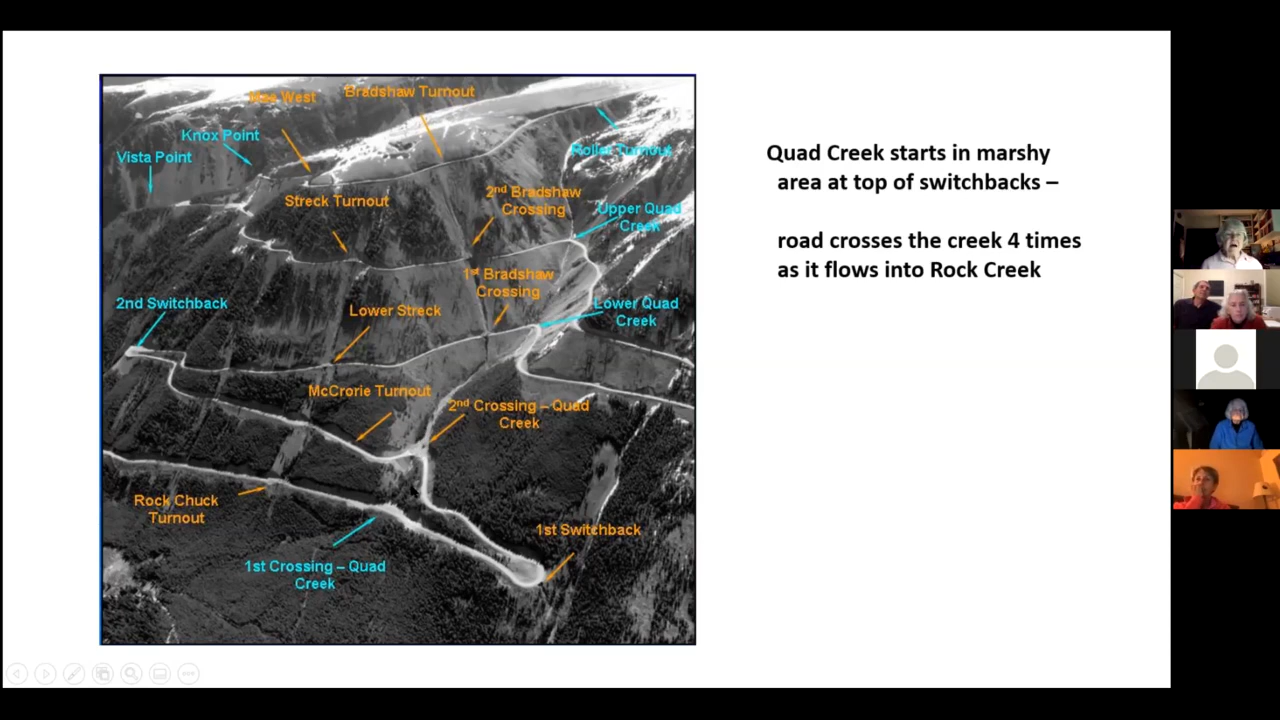 Mae West
Bradshaw Turnout
Knox Point
Vista Point
Roller Turnout
Streck Turnout
2nd Bradshaw
Crossing
Upper Quad
Creek
1st Bradshaw
Crossing
2nd Switchback
Lower Streck
Lower Quad
Creek
McCrorie Turnout
2nd Crossing – Quad
Creek
Rock Chuck
Turnout
1st Switchback
1st Crossing – Quad
Creek
Quad Creek starts in marshy
area at top of switchbacks –
road crosses the creek 4 times
as it flows into Rock Creek